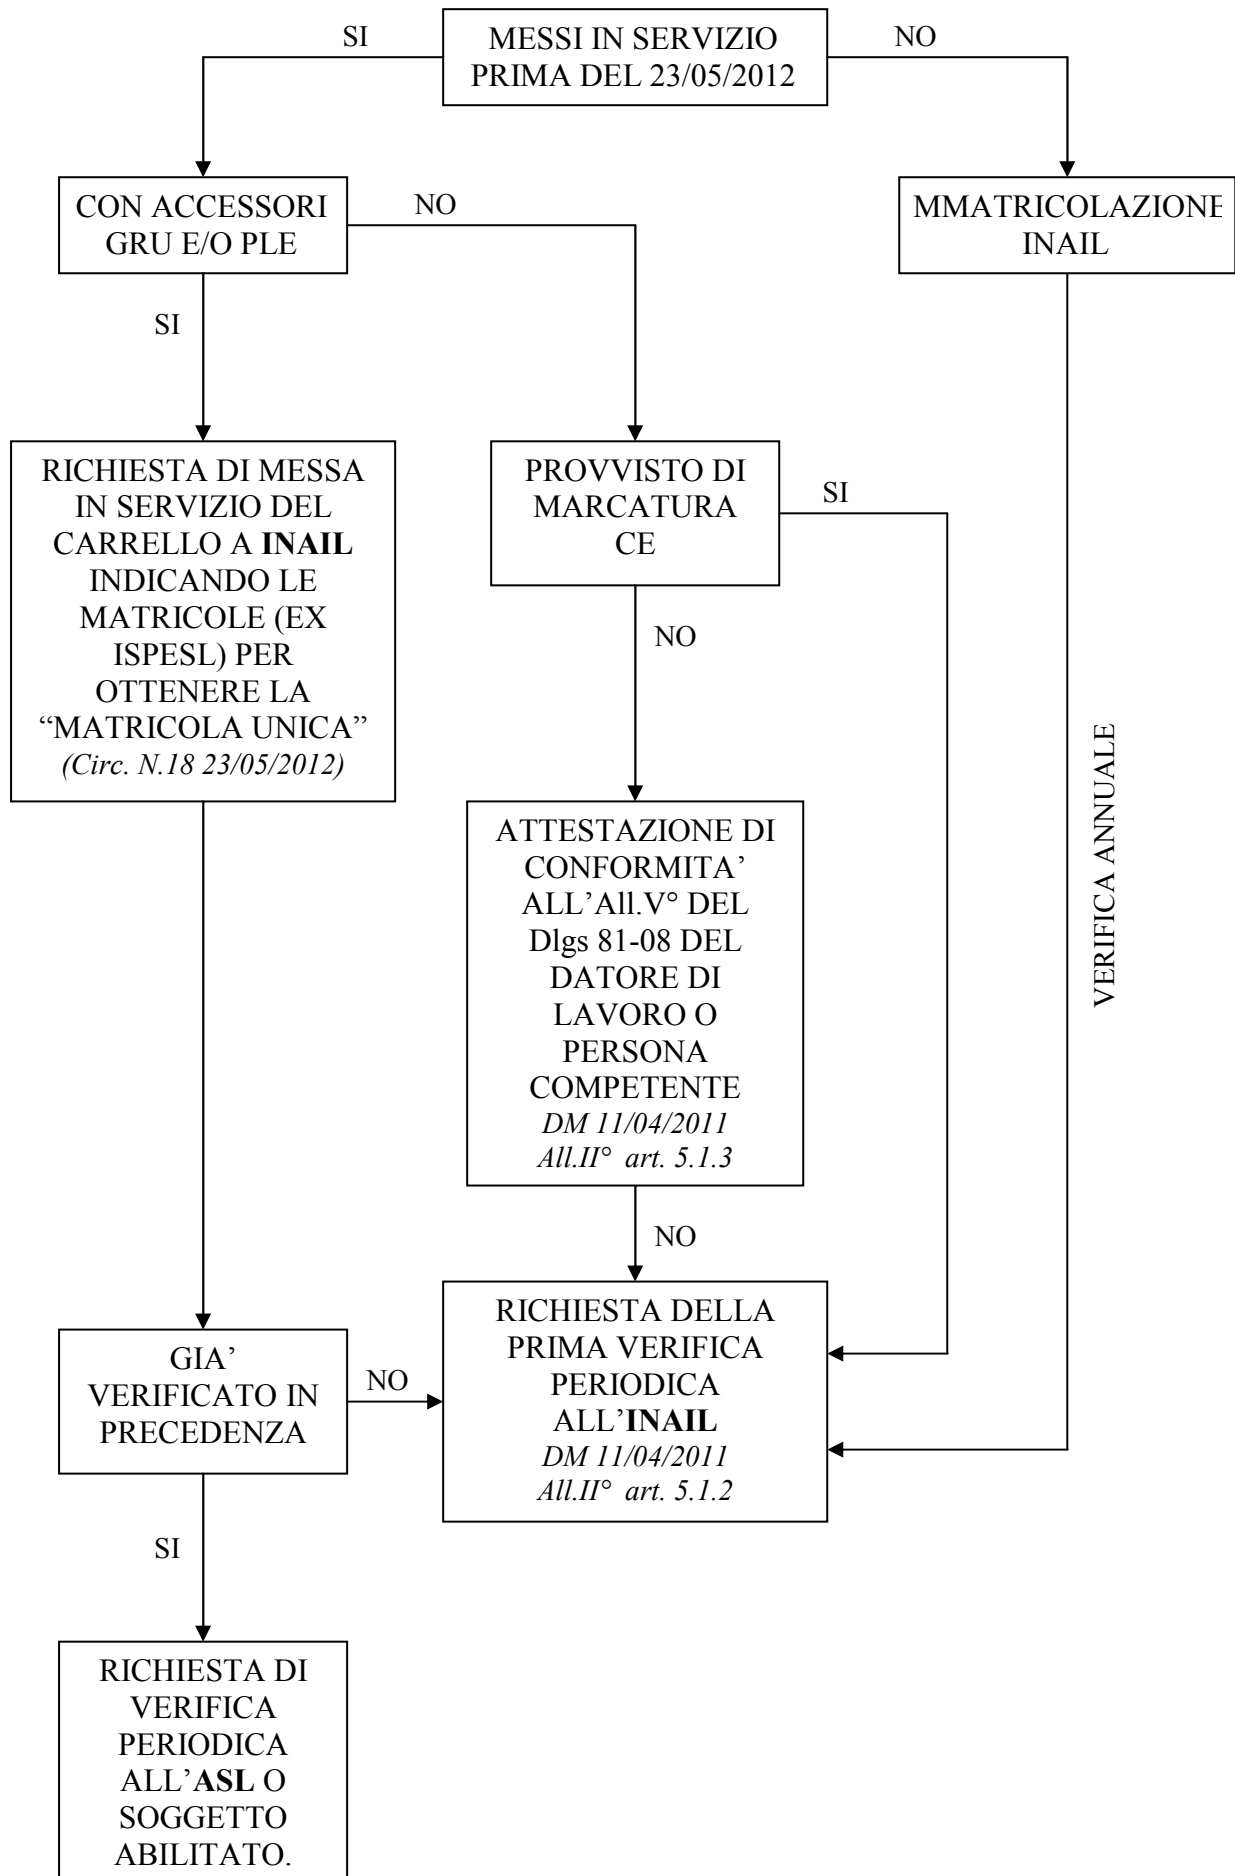 SI
MESSI IN SERVIZIO
PRIMA DEL 23/05/2012
NO
CON ACCESSORI
GRU E/O PLE
NO
MMATRICOLAZIONE
INAIL
SI
RICHIESTA DI MESSA
IN SERVIZIO DEL
CARRELLO A INAIL
INDICANDO LE
MATRICOLE (EX
ISPESL) PER
OTTENERE LA
“MATRICOLA UNICA”
(Circ. N.18 23/05/2012)
PROVVISTO DI
MARCATURA
CE
SI
NO
VERIFICA ANNUALE
ATTESTAZIONE DI
CONFORMITA’
ALL’All.V° DEL
Dlgs 81-08 DEL
DATORE DI
LAVORO O
PERSONA
COMPETENTE
DM 11/04/2011
All.II° art. 5.1.3
NO
GIA’
VERIFICATO IN
PRECEDENZA
NO
RICHIESTA DELLA
PRIMA VERIFICA
PERIODICA
ALL’INAIL
DM 11/04/2011
All.II° art. 5.1.2
SI
RICHIESTA DI
VERIFICA
PERIODICA
ALL’ASL O
SOGGETTO
ABILITATO.